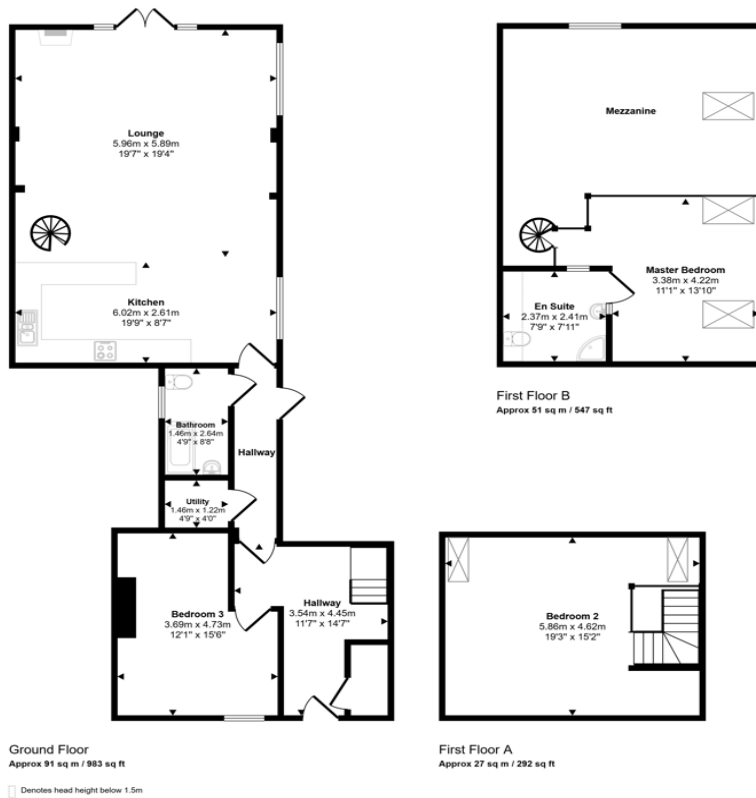 Lounge
5.96m x 5.89m
19'7" x 19'4"
Kitchen
6.02m x 2.61m
19'9" x 8'7"
Bathroom
1.46m x 2.64m
4'9" x 8'8"
Hallway
Utility
1.46m x 1.22m
4'9" x 4'0"
Bedroom 3
3.69m x 4.73m
12'1" x 15'6"
Hallway
3.54m x 4.45m
11'7" x 14'7"
Ground Floor
Approx 91 sq m / 983 sq ft
Denotes head height below 1.5m
Mezzanine
Master Bedroom
3.38m x 4.22m
11'1" x 13'10"
En Suite
2.37m x 2.41m
7'9" x 7'11"
First Floor B
Approx 51 sq m / 547 sq ft
Bedroom 2
5.86m x 4.62m
19'3" x 15'2"
First Floor A
Approx 27 sq m / 292 sq ft